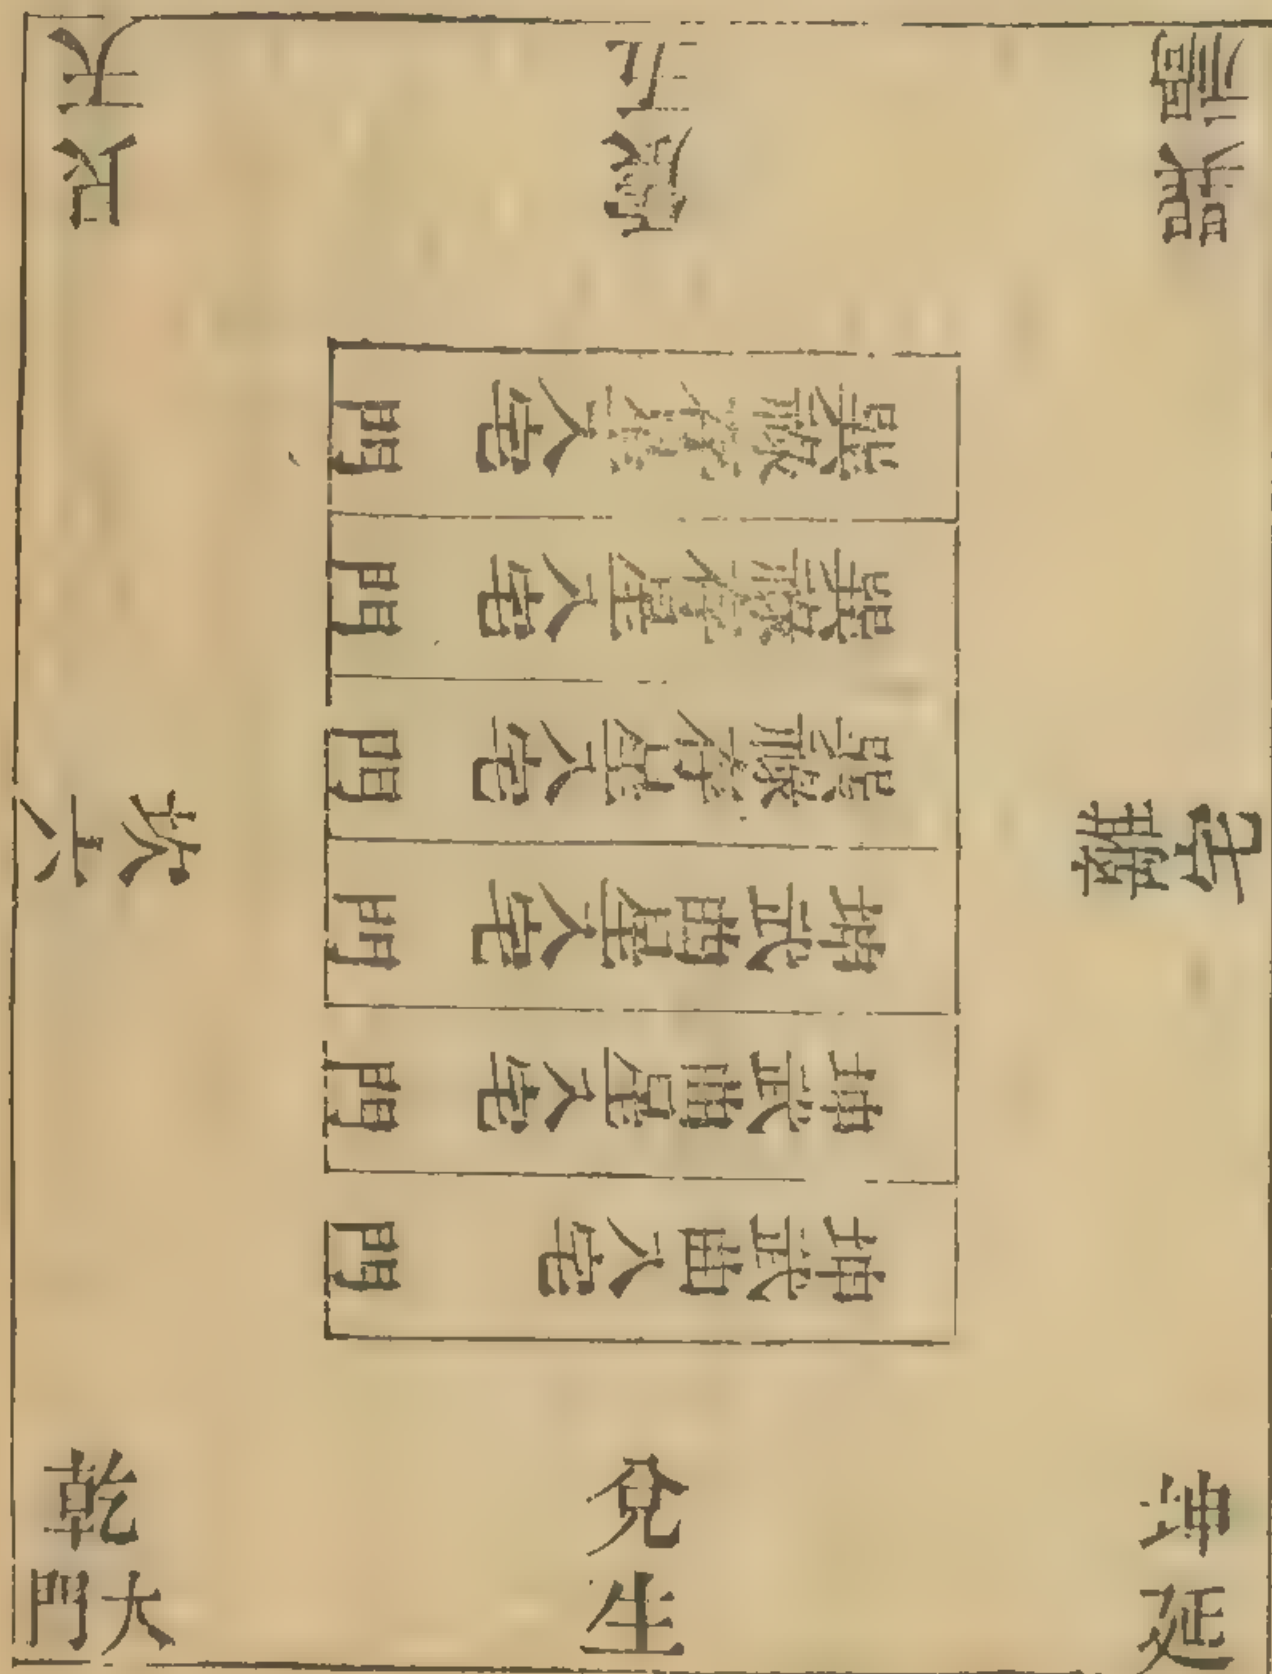 巽禍
震五
艮天
離
巽祿存星入宅 門
巽祿存星入宅 門
巽祿存星入宅 門
坤武曲星入宅 門
坤武曲星入宅 門
坤武曲入宅 門
坎六
坤延
兌生
乾
大門